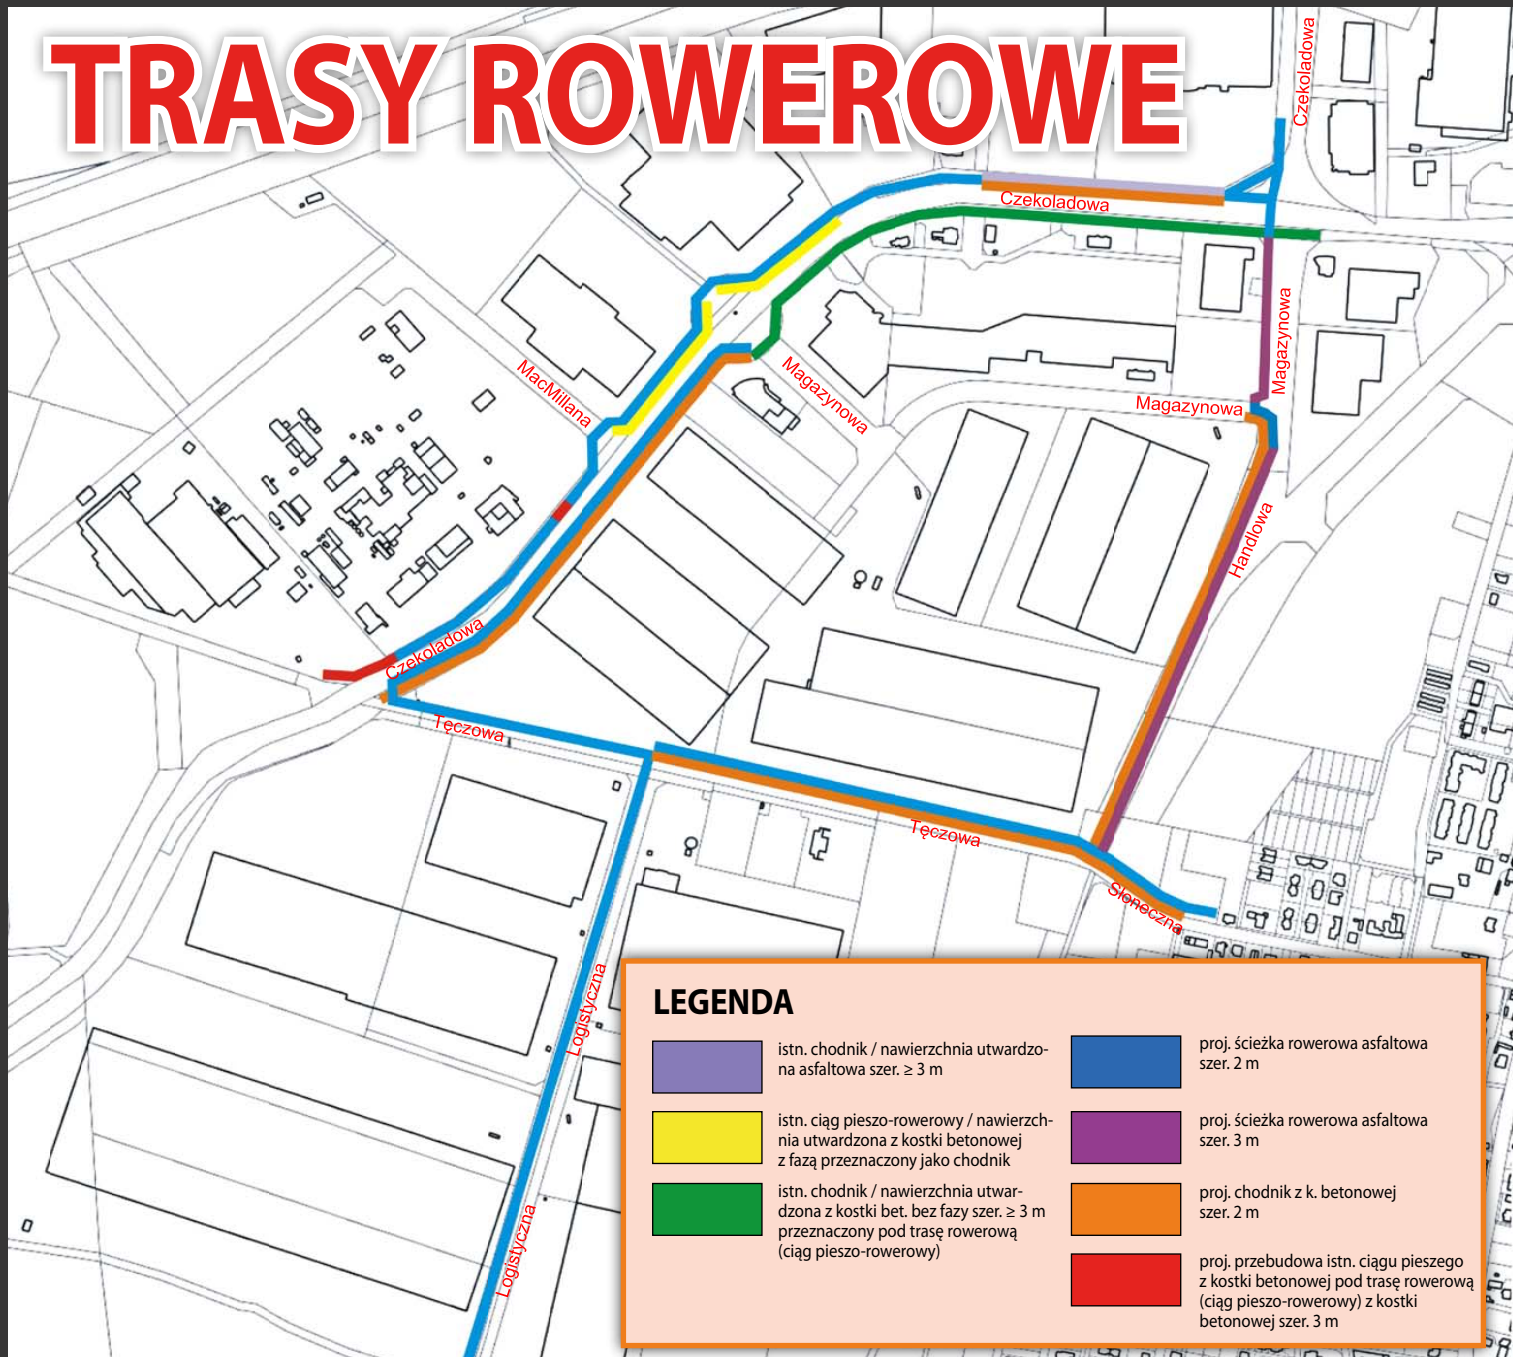 TRASY ROWEROWE
Czekoladowa
Czekoladowa
Magazynowa
MacMillana
Magazynowa
Magazynowa
Handlowa
Czekoladowa
Tęczowa
Tęczowa
Słoneczna
Logistyczna
Logistyczna
LEGENDA
istn. chodnik / nawierzchnia utwardzo-
na asfaltowa szer. ≥ 3 m
istn. ciąg pieszo-rowerowy / nawierzch-
nia utwardzona z kostki betonowej
z fazą przeznaczony jako chodnik
istn. chodnik / nawierzchnia utwar-
dzona z kostki bet. bez fazy szer. ≥ 3 m
przeznaczony pod trasę rowerową
(ciąg pieszo-rowerowy)
proj. ścieżka rowerowa asfaltowa
szer. 2 m
proj. ścieżka rowerowa asfaltowa
szer. 3 m
proj. chodnik z k. betonowej
szer. 2 m
proj. przebudowa istn. ciągu pieszego
z kostki betonowej pod trasę rowerową
(ciąg pieszo-rowerowy) z kostki
betonowej szer. 3 m